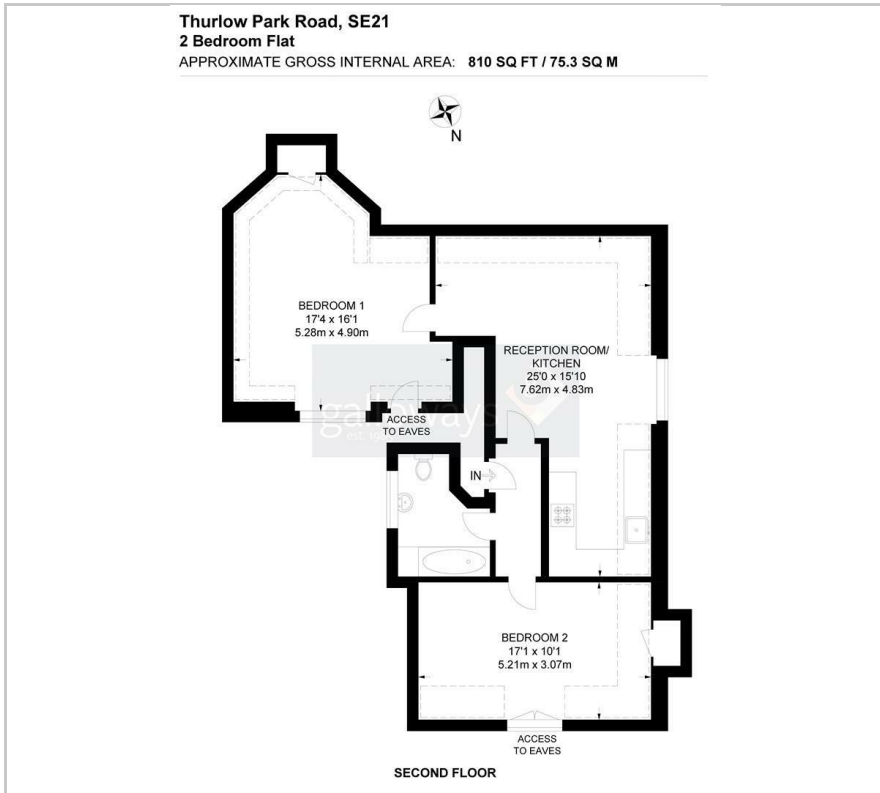 Thurlow Park Road, SE21
2 Bedroom Flat
APPROXIMATE GROSS INTERNAL AREA: 810 SQ FT / 75.3 SQ M
N
BEDROOM 1
17'4 x 16'1
5.28m x 4.90m
RECEPTION ROOM/
KITCHEN
25'0 x 15'10
7.62m x 4.83m
galloways
est.
ACCESS
TO EAVES
IN
BEDROOM 2
17'1 x 10'1
5.21m x 3.07m
ACCESS
TO EAVES
SECOND FLOOR